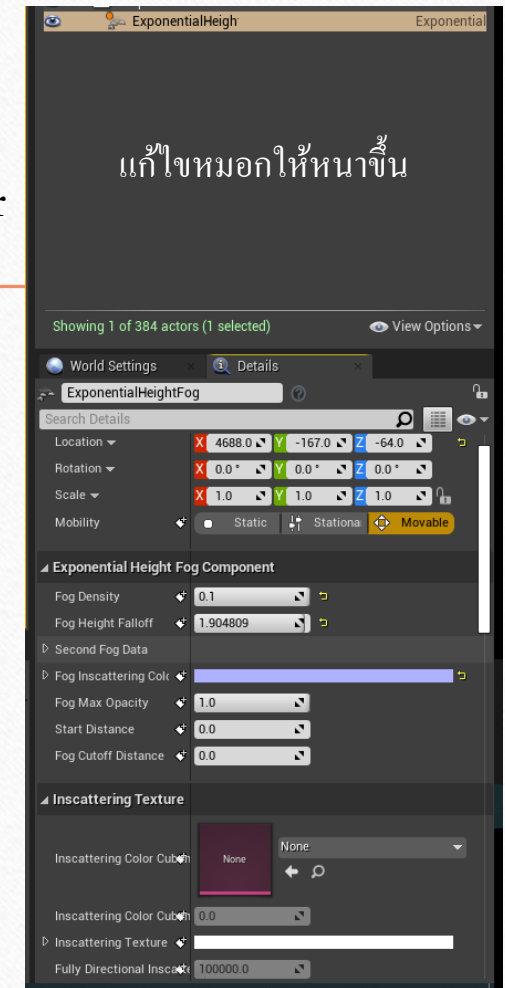 ExponentialHeigh Exponential
แก้ไขหมอกให้หนาขึ้น
Showing 1 of 384 actors (1 selected) View Options
World Settings Details
ExponentialHeightFog
Search Details
Location X 4688.0 Y -167.0 Z -64.0
Rotation X 0.0° Y 0.0° Z 0.0°
Scale X 1.0 Y 1.0 Z 1.0
Mobility Static Stationa Movable
Exponential Height Fog Component
Fog Density 0.1
Fog Height Falloff 1.904809
Second Fog Data
Fog Inscattering Colo
Fog Max Opacity 1.0
Start Distance 0.0
Fog Cutoff Distance 0.0
Inscattering Texture
None
Inscattering Color Cubem None
Inscattering Color Cubem 0.0
Inscattering Texture
Fully Directional Inscatte 100000.0